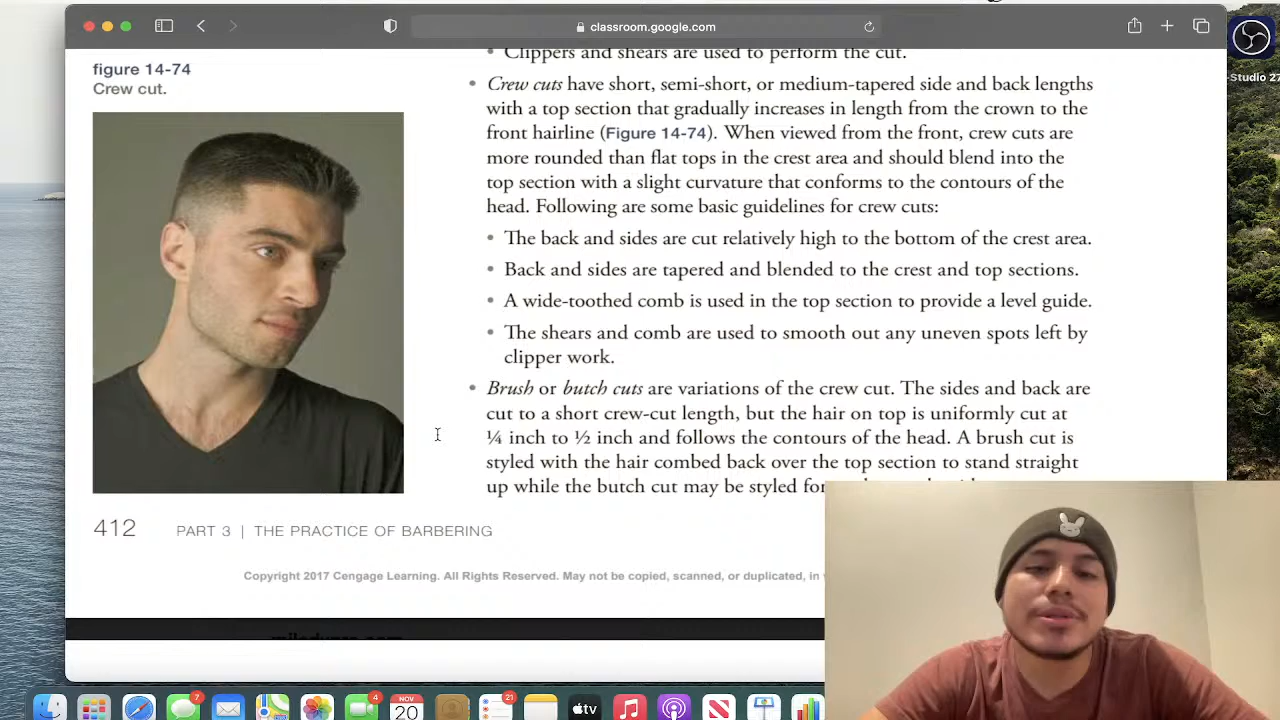 classroom.google.com
Studio 27
Clippers and shears are used to perform the cut.
figure 14-74
Crew cut.
Crew cuts have short, semi-short, or medium-tapered side and back lengths
with a top section that gradually increases in length from the crown to the
front hairline (Figure 14-74). When viewed from the front, crew cuts are
more rounded than flat tops in the crest area and should blend into the
top section with a slight curvature that conforms to the contours of the
head. Following are some basic guidelines for crew cuts:
The back and sides are cut relatively high to the bottom of the crest area.
Back and sides are tapered and blended to the crest and top sections.
A wide-toothed comb is used in the top section to provide a level guide.
The shears and comb are used to smooth out any uneven spots left by
clipper work.
Brush or butch cuts are variations of the crew cut. The sides and back are
cut to a short crew-cut length, but the hair on top is uniformly cut at
¼ inch to ½ inch and follows the contours of the head. A brush cut is
styled with the hair combed back over the top section to stand straight
up while the butch cut may be styled
412 PART 3 | THE PRACTICE OF BARBERING
Copyright 2017 Cengage Learning. All Rights Reserved. May not be copied, scanned, or duplicated, in
7
4
NOV
20
21
tv